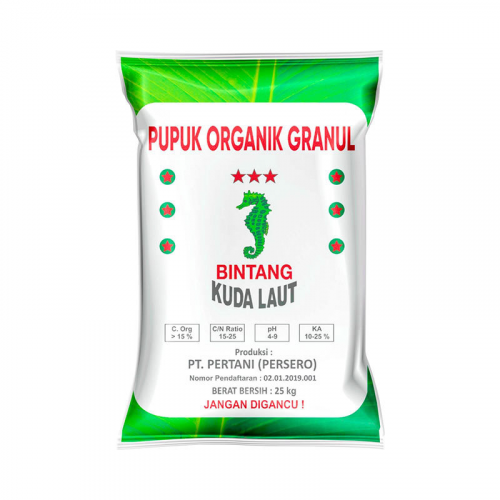 PUPUK ORGANIK GRANUL
BINTANG
KUDA LAUT
C. Org
> 15 %
C/N Ratio
15-25
pH
4-9
KA
10-25 %
Produksi :
PT. PERTANI (PERSERO)
Nomor Pendaftaran : 02.01.2019.001
BERAT BERSIH : 25 kg
JANGAN DIGANCU !